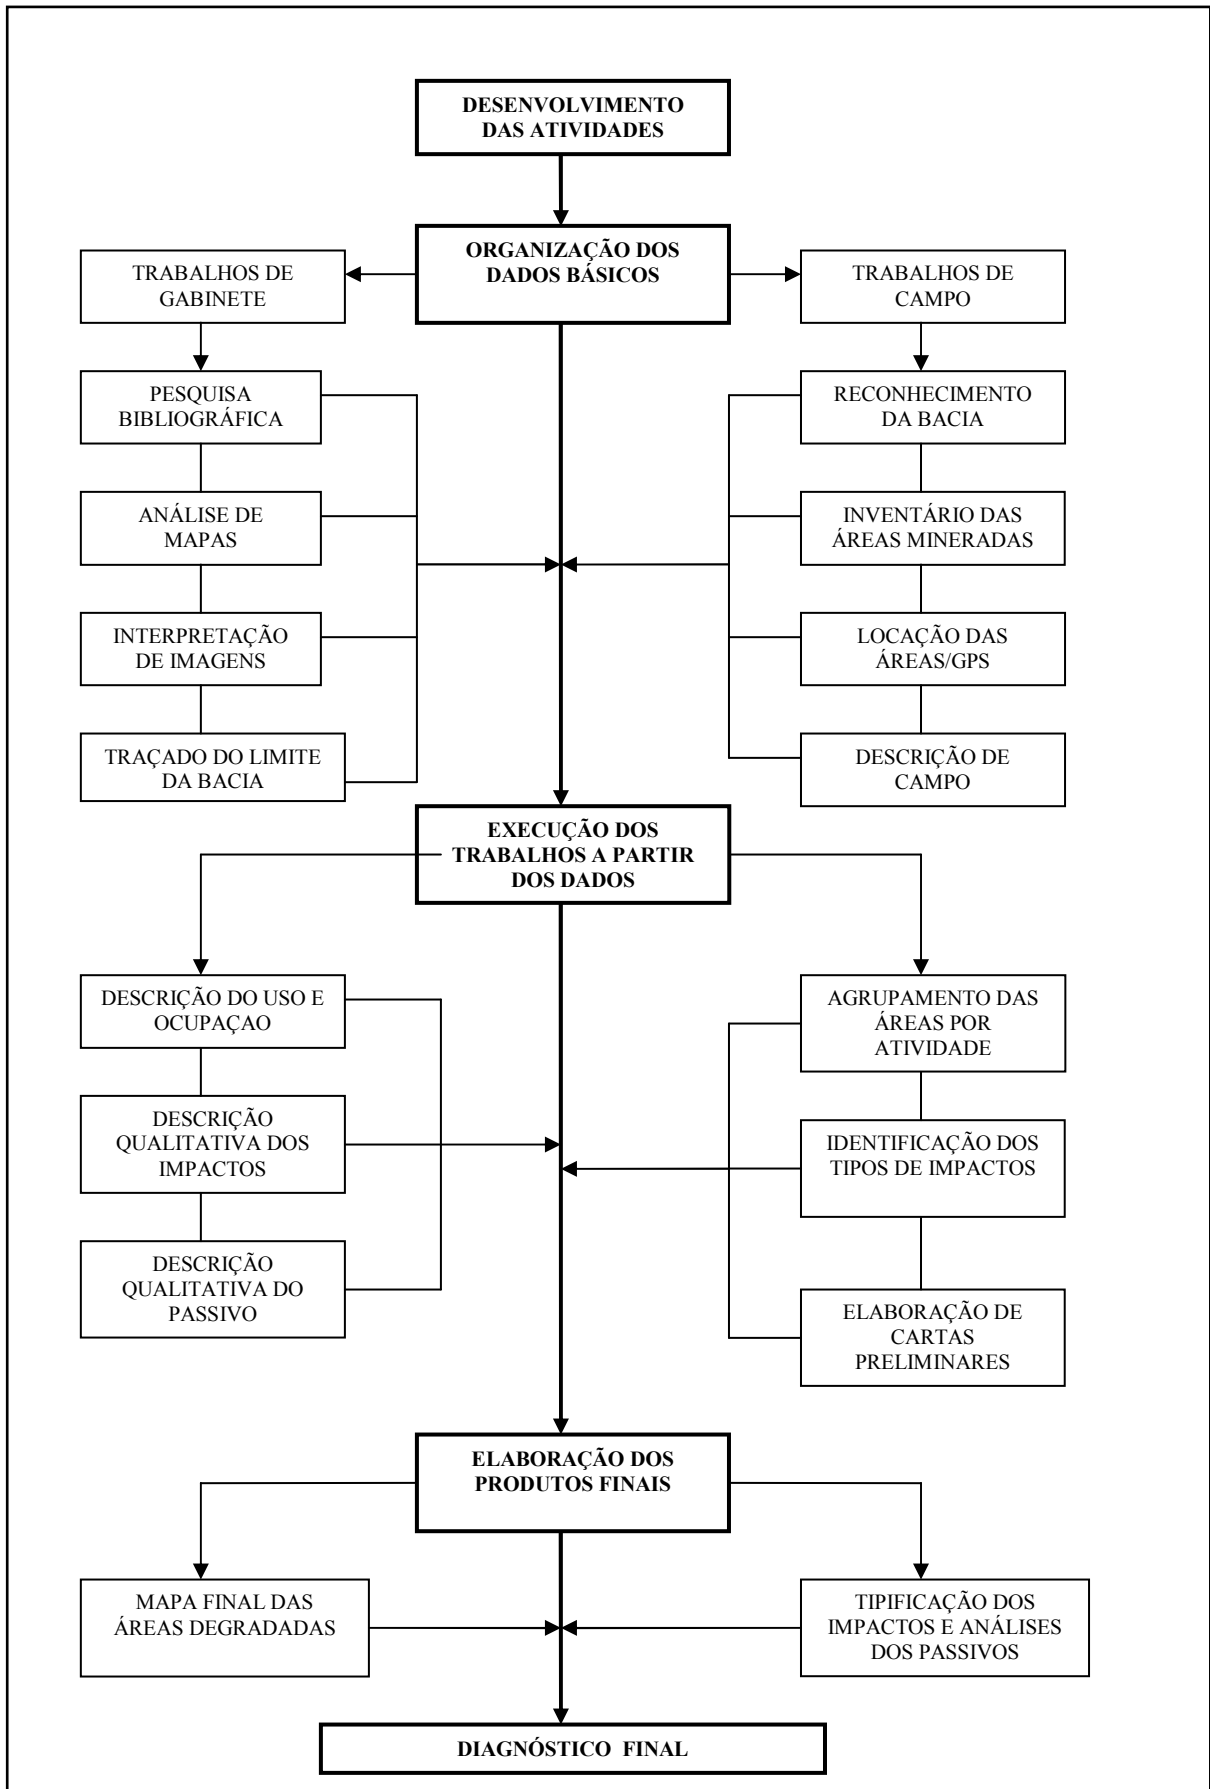 DESENVOLVIMENTO
DAS ATIVIDADES
ORGANIZAÇÃO DOS
DADOS BÁSICOS
TRABALHOS DE
GABINETE
TRABALHOS DE
CAMPO
PESQUISA
BIBLIOGRÁFICA
RECONHECIMENTO
DA BACIA
ANÁLISE DE
MAPAS
INVENTÁRIO DAS
ÁREAS MINERADAS
INTERPRETAÇÃO
DE IMAGENS
LOCAÇÃO DAS
ÁREAS/GPS
TRAÇADO DO LIMITE
DA BACIA
DESCRIÇÃO DE
CAMPO
EXECUÇÃO DOS
TRABALHOS A PARTIR
DOS DADOS
DESCRIÇÃO DO USO E
OCUPAÇAO
AGRUPAMENTO DAS
ÁREAS POR
ATIVIDADE
DESCRIÇÃO
QUALITATIVA DOS
IMPACTOS
IDENTIFICAÇÃO DOS
TIPOS DE IMPACTOS
DESCRIÇÃO
QUALITATIVA DO
PASSIVO
ELABORAÇÃO DE
CARTAS
PRELIMINARES
ELABORAÇÃO DOS
PRODUTOS FINAIS
MAPA FINAL DAS
ÁREAS DEGRADADAS
TIPIFICAÇÃO DOS
IMPACTOS E ANÁLISES
DOS PASSIVOS
DIAGNÓSTICO FINAL